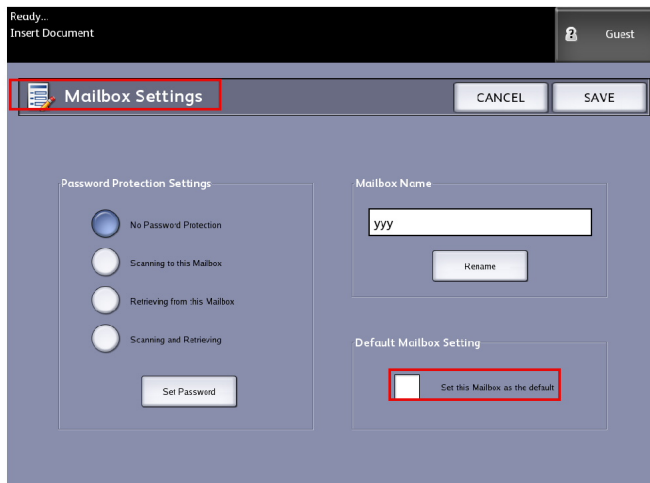 Ready...
Insert Document
Guest
Mailbox Settings
CANCEL
SAVE
Password Protection Settings
No Password Protection
Scanning to this Mailbox
Retrieving from this Mailbox
Scanning and Retrieving
Set Password
Mailbox Name
yyy
Rename
Default Mailbox Setting
Set this Mailbox as the default